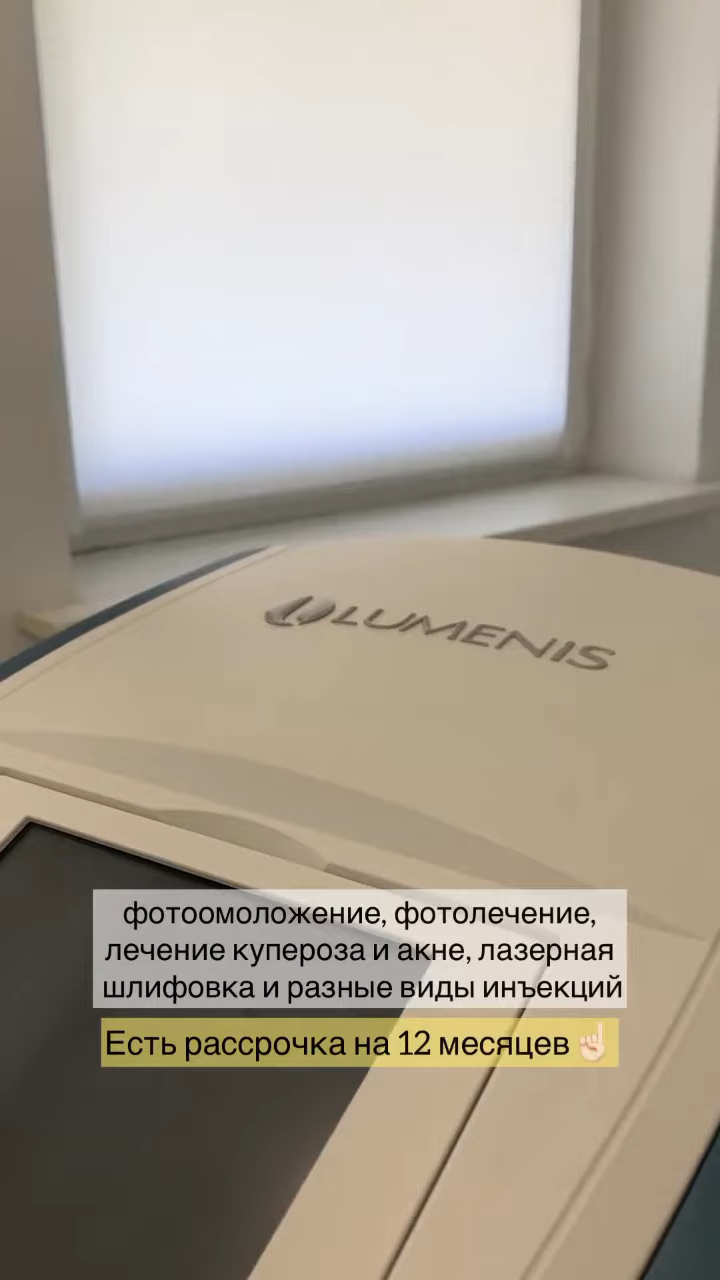 LUMENIS
фотоомоложение, фотолечение,
лечение купероза и акне, лазерная
шлифовка и разные виды инъекций
Есть рассрочка на 12 месяцев ☝🏻